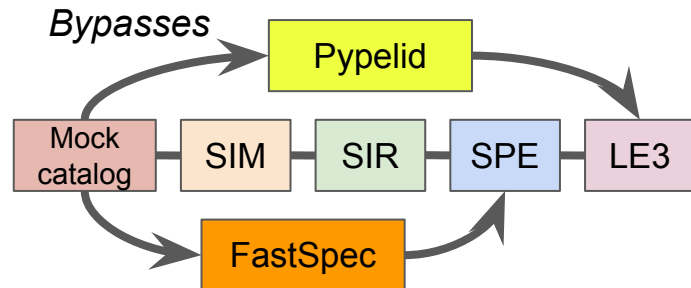 Bypasses
Pypelid
Mock
catalog
SIM
SIR
SPE
LE3
FastSpec